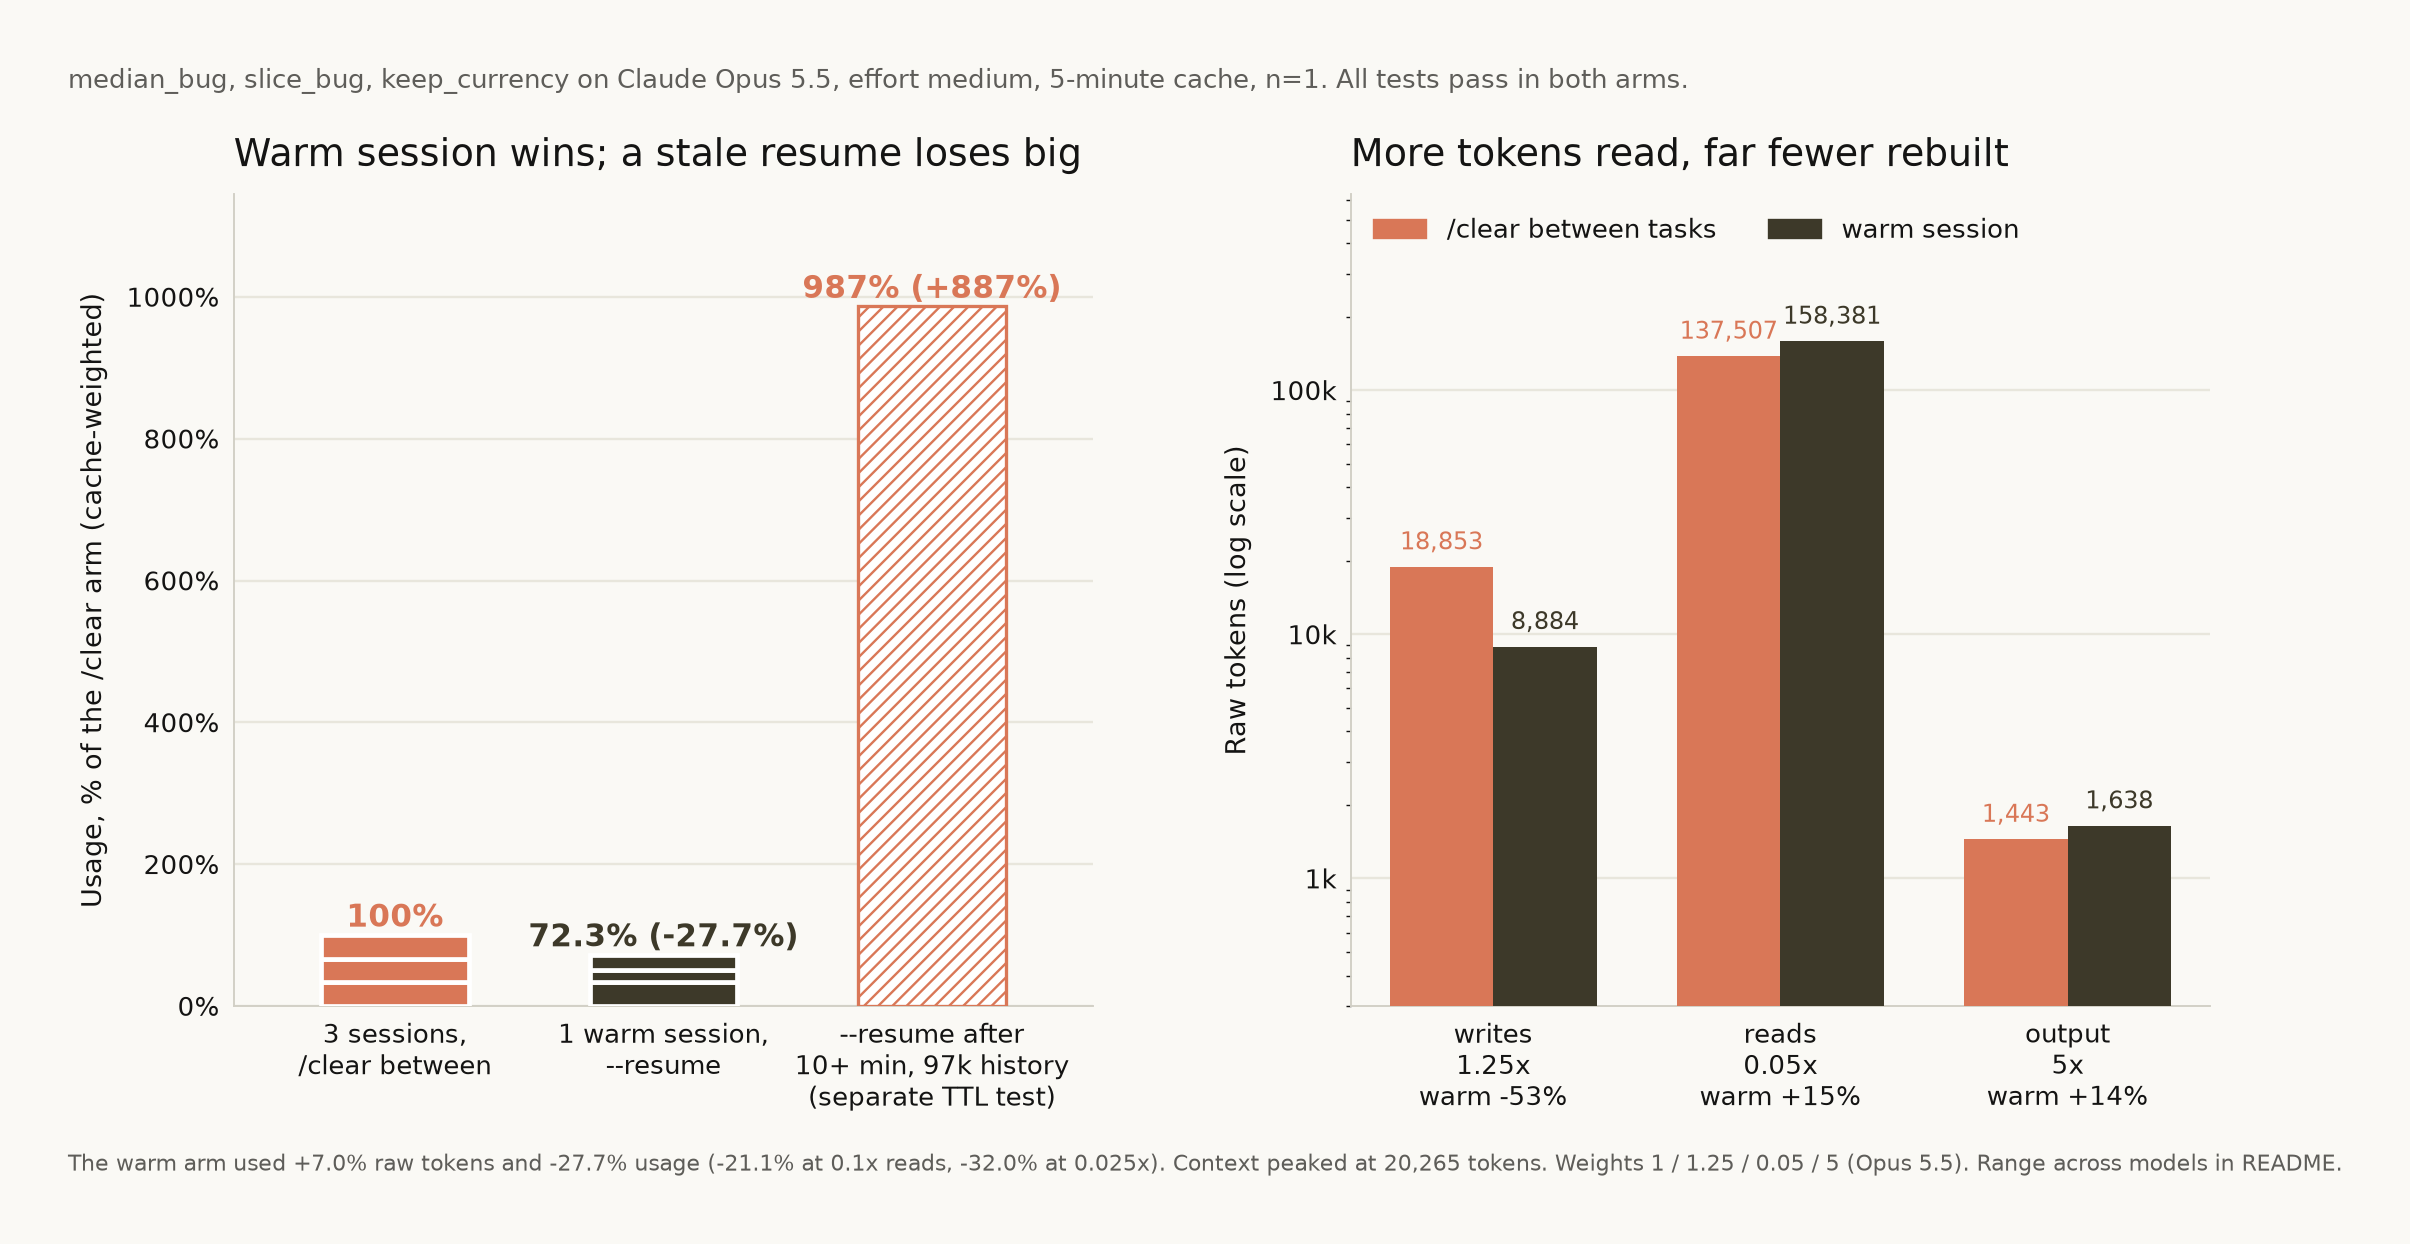 median_bug, slice_bug, keep_currency on Claude Opus 5.5, effort medium, 5-minute cache, n=1. All tests pass in both arms.
Warm session wins; a stale resume loses big
Usage, % of the /clear arm (cache-weighted)
1000%
800%
600%
400%
200%
0%
100%
72.3% (-27.7%)
987% (+887%)
3 sessions,
/clear between
1 warm session,
--resume
--resume after
10+ min, 97k history
(separate TTL test)
More tokens read, far fewer rebuilt
/clear between tasks
warm session
Raw tokens (log scale)
100k
10k
1k
18,853
8,884
137,507
158,381
1,443
1,638
writes
1.25x
warm -53%
reads
0.05x
warm +15%
output
5x
warm +14%
The warm arm used +7.0% raw tokens and -27.7% usage (-21.1% at 0.1x reads, -32.0% at 0.025x). Context peaked at 20,265 tokens. Weights 1 / 1.25 / 0.05 / 5 (Opus 5.5). Range across models in README.